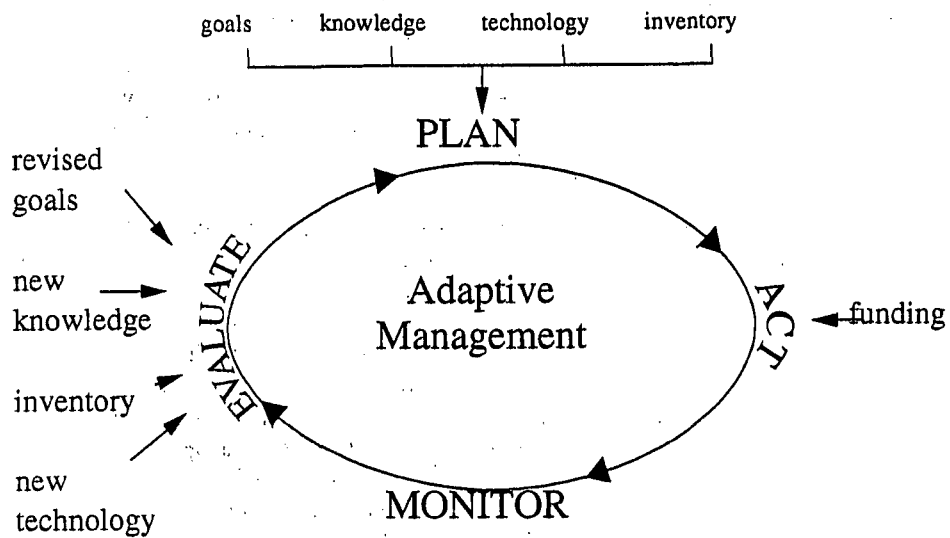 goals knowledge technology inventory
PLAN
revised
goals
new
knowledge
inventory
new
technology
EVALUATE
Adaptive
Management
ACT
funding
MONITOR